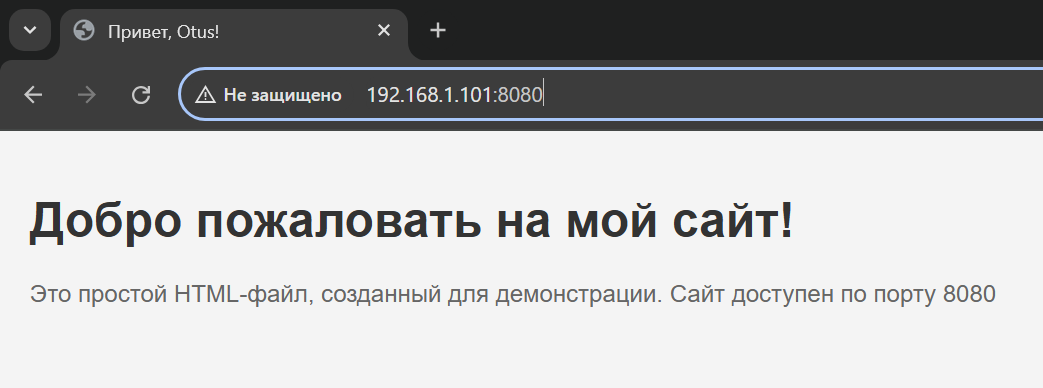 Привет, Otus!
Не защищено 192.168.1.101:8080
Добро пожаловать на мой сайт!
Это простой HTML-файл, созданный для демонстрации. Сайт доступен по порту 8080